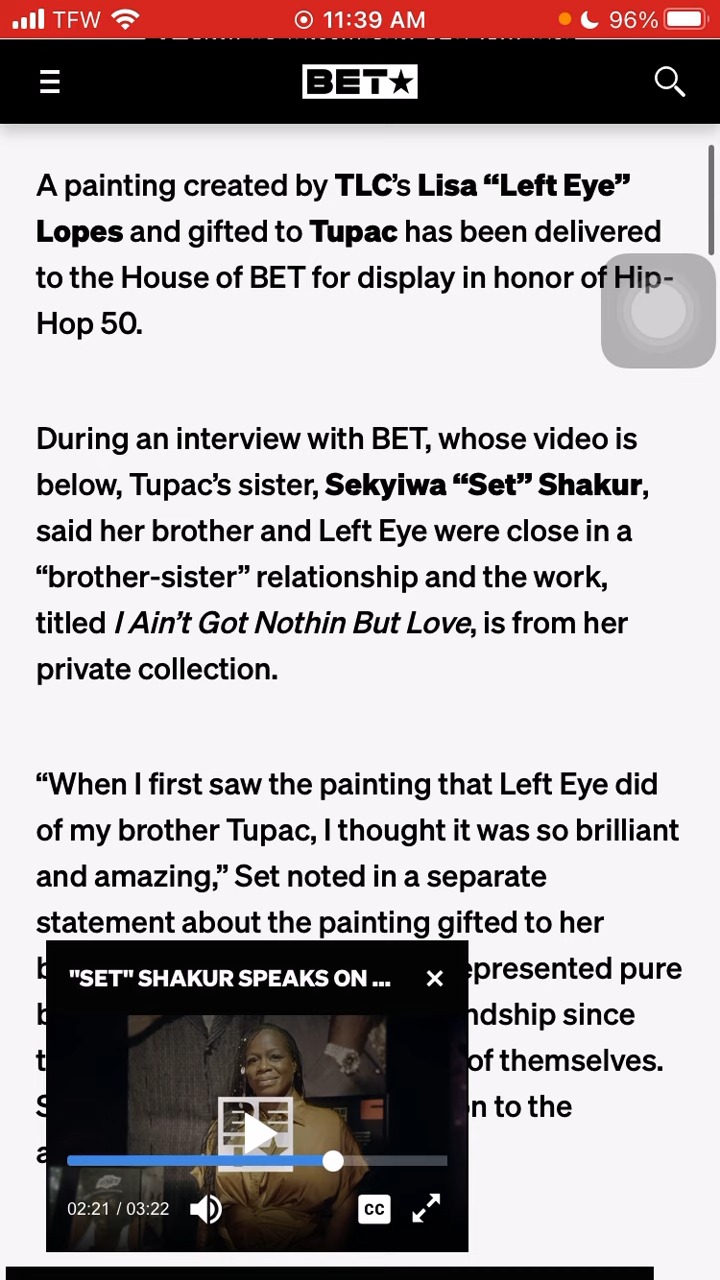 TFW 11:39 AM 96%
BET
A painting created by TLC’s Lisa “Left Eye”
Lopes and gifted to Tupac has been delivered
to the House of BET for display in honor of Hip-
Hop 50.
During an interview with BET, whose video is
below, Tupac’s sister, Sekyiwa “Set” Shakur,
said her brother and Left Eye were close in a
“brother-sister” relationship and the work,
titled I Ain’t Got Nothin But Love, is from her
private collection.
“When I first saw the painting that Left Eye did
of my brother Tupac, I thought it was so brilliant
and amazing,” Set noted in a separate
statement about the painting gifted to her
"SET" SHAKUR SPEAKS ON ...
pure
since
of themselves.
to the
BET
02:21 / 03:22
CC